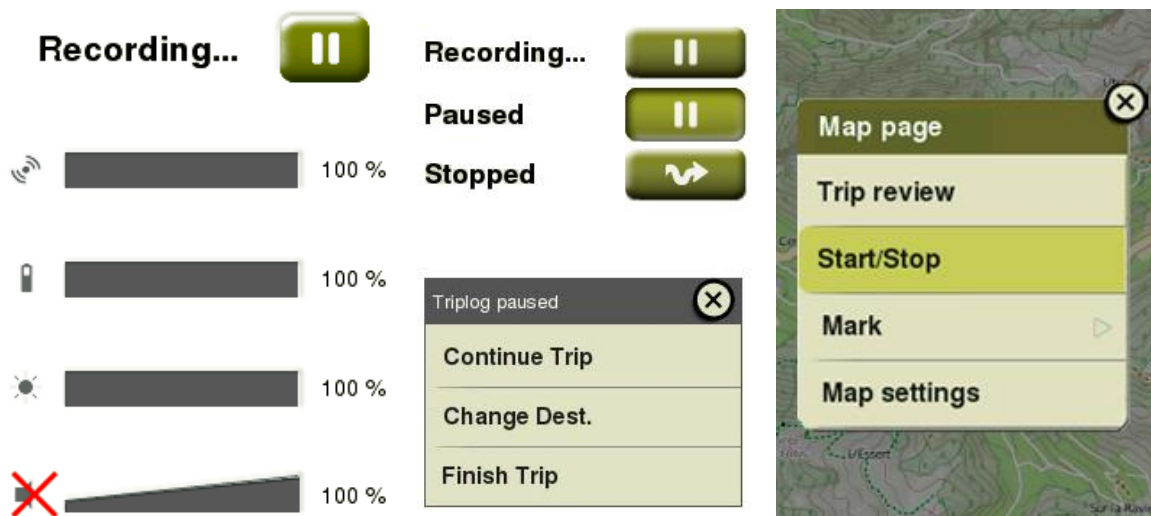 Recording...
100 %
100 %
100 %
100 %
Recording...
Paused
Stopped
Triplog paused
Continue Trip
Change Dest.
Finish Trip
Map page
Trip review
Start/Stop
Mark
Map settings
L'Essert